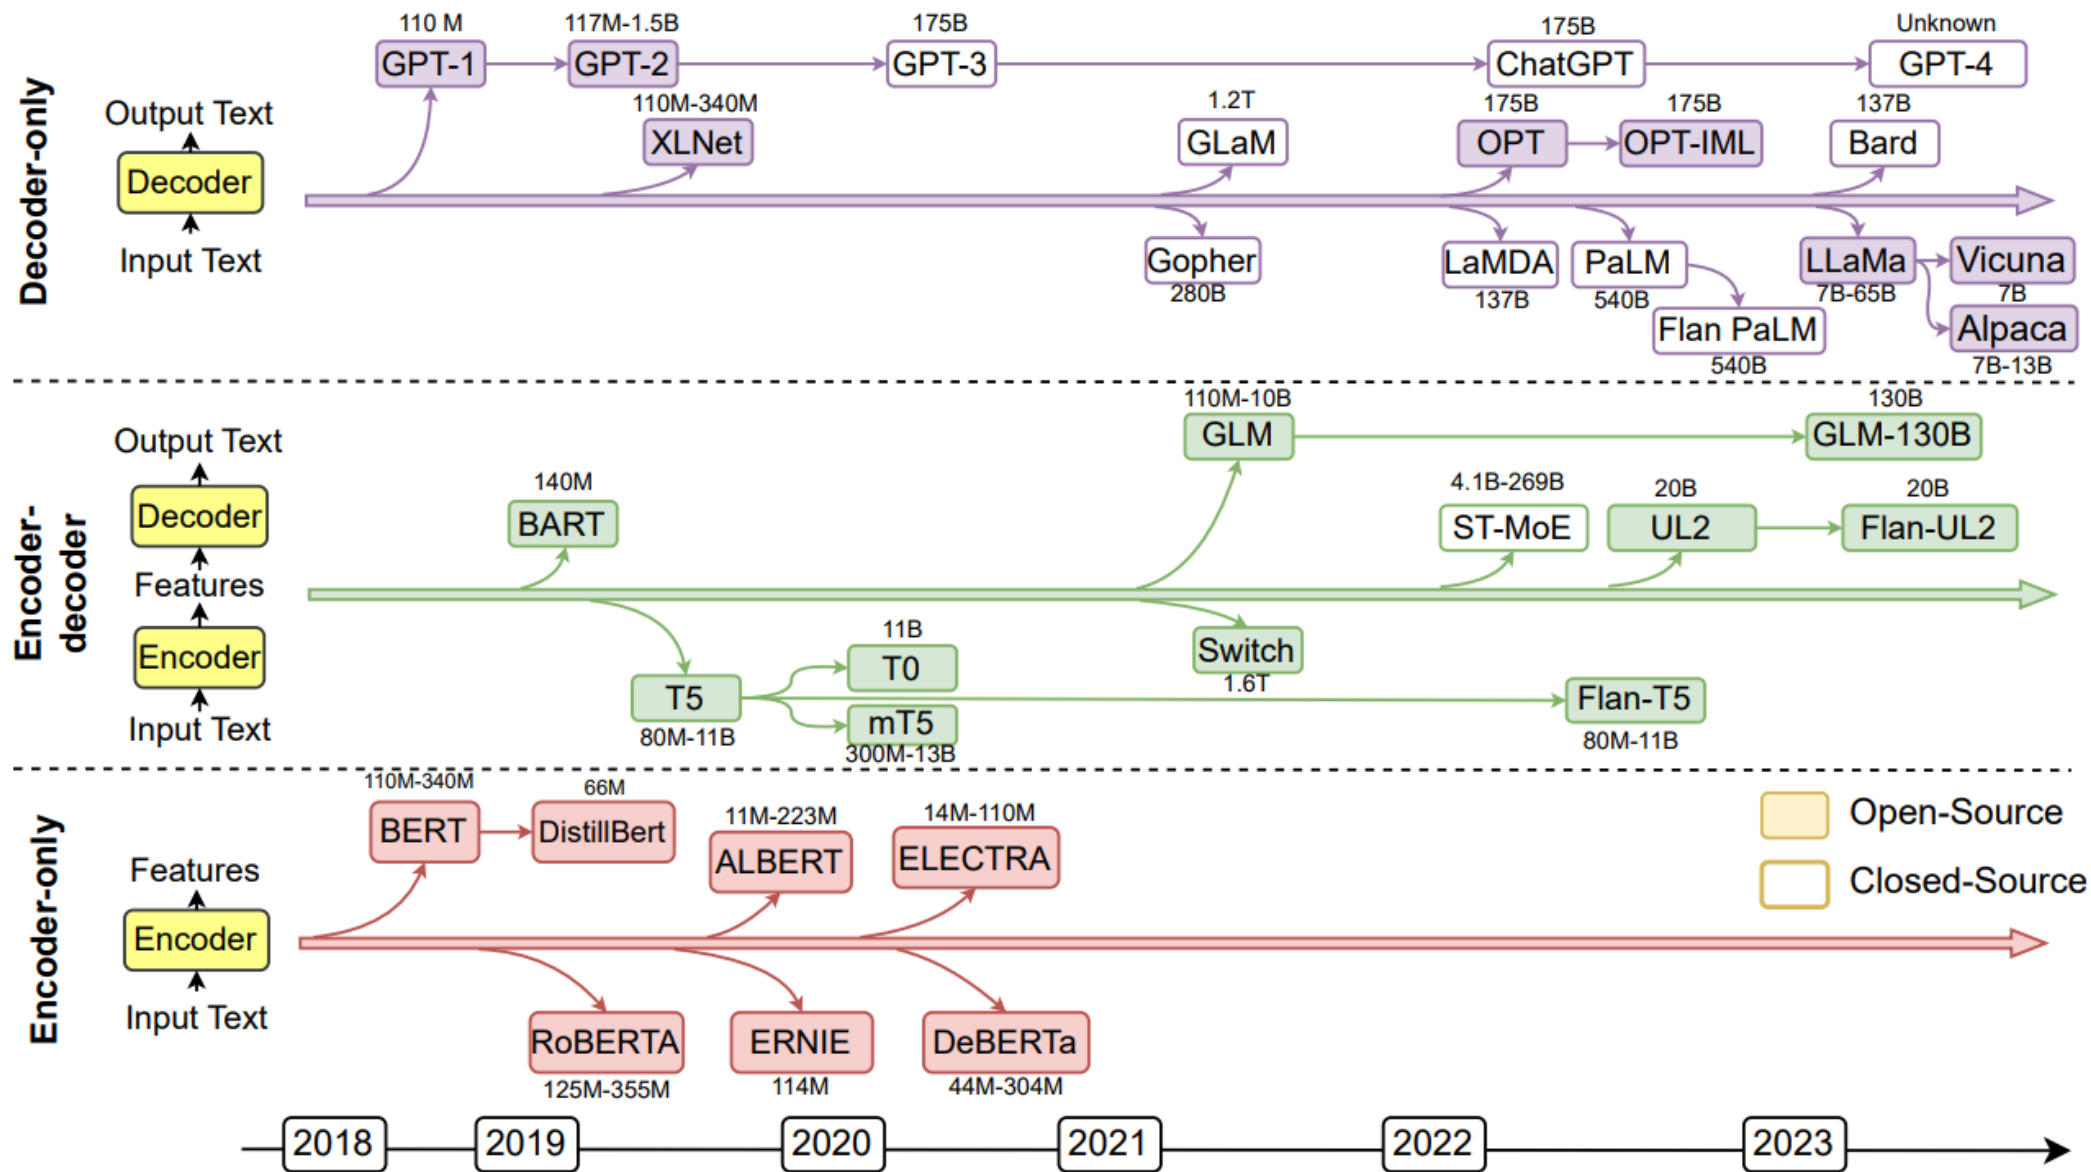 Decoder-only
Output Text
Decoder
Input Text
110 M
GPT-1
117M-1.5B
GPT-2
175B
GPT-3
175B
ChatGPT
Unknown
GPT-4
110M-340M
XLNet
1.2T
GLaM
175B
OPT
175B
OPT-IML
137B
Bard
Gopher
280B
LaMDA
137B
PaLM
540B
Flan PaLM
540B
LLaMa
7B-65B
Vicuna
7B
Alpaca
7B-13B
Encoder-
decoder
Output Text
Decoder
Features
Encoder
Input Text
140M
BART
110M-10B
GLM
130B
GLM-130B
4.1B-269B
ST-MoE
20B
UL2
20B
Flan-UL2
T5
80M-11B
11B
T0
mT5
300M-13B
Switch
1.6T
Flan-T5
80M-11B
Encoder-only
Features
Encoder
Input Text
110M-340M
BERT
66M
DistillBert
11M-223M
ALBERT
14M-110M
ELECTRA
RoBERTA
125M-355M
ERNIE
114M
DeBERTa
44M-304M
Open-Source
Closed-Source
2018
2019
2020
2021
2022
2023